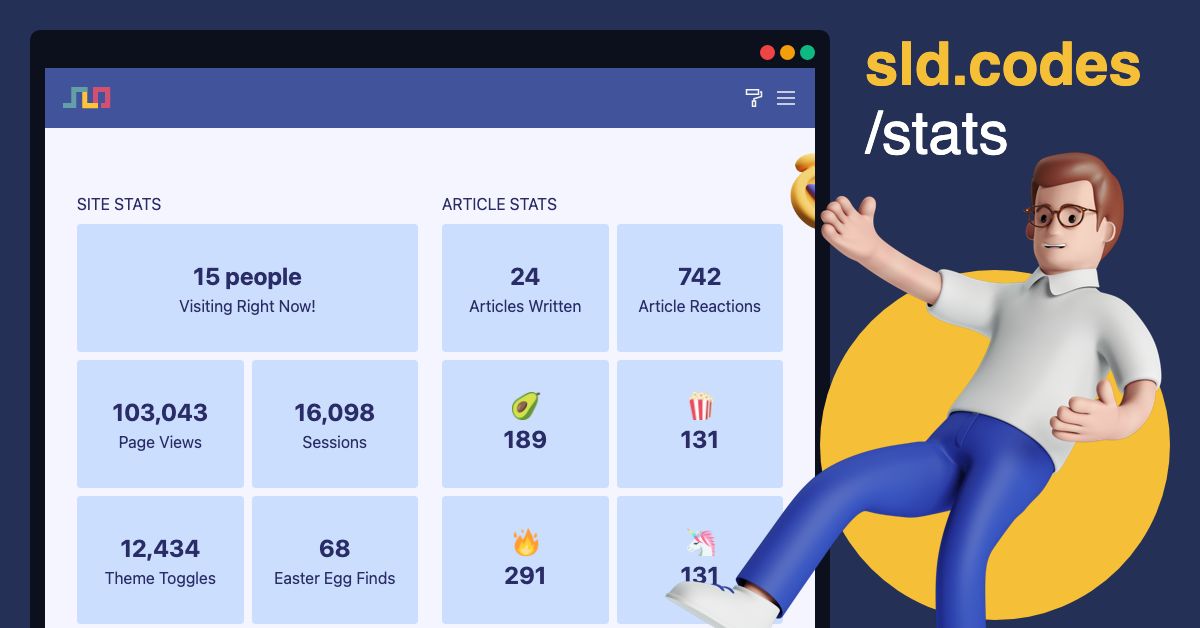 sld.codes
/stats
SITE STATS
15 people
Visiting Right Now!
103,043
Page Views
16,098
Sessions
12,434
Theme Toggles
68
Easter Egg Finds
ARTICLE STATS
24
Articles Written
742
Article Reactions
189
131
291
131